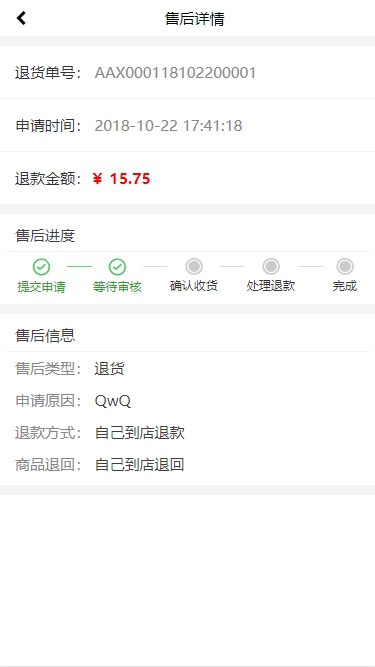 售后详情
退货单号： AAX000118102200001
申请时间： 2018-10-22 17:41:18
退款金额： ¥ 15.75
售后进度
提交申请 等待审核 确认收货 处理退款 完成
售后信息
售后类型： 退货
申请原因： QwQ
退款方式： 自己到店退款
商品退回： 自己到店退回